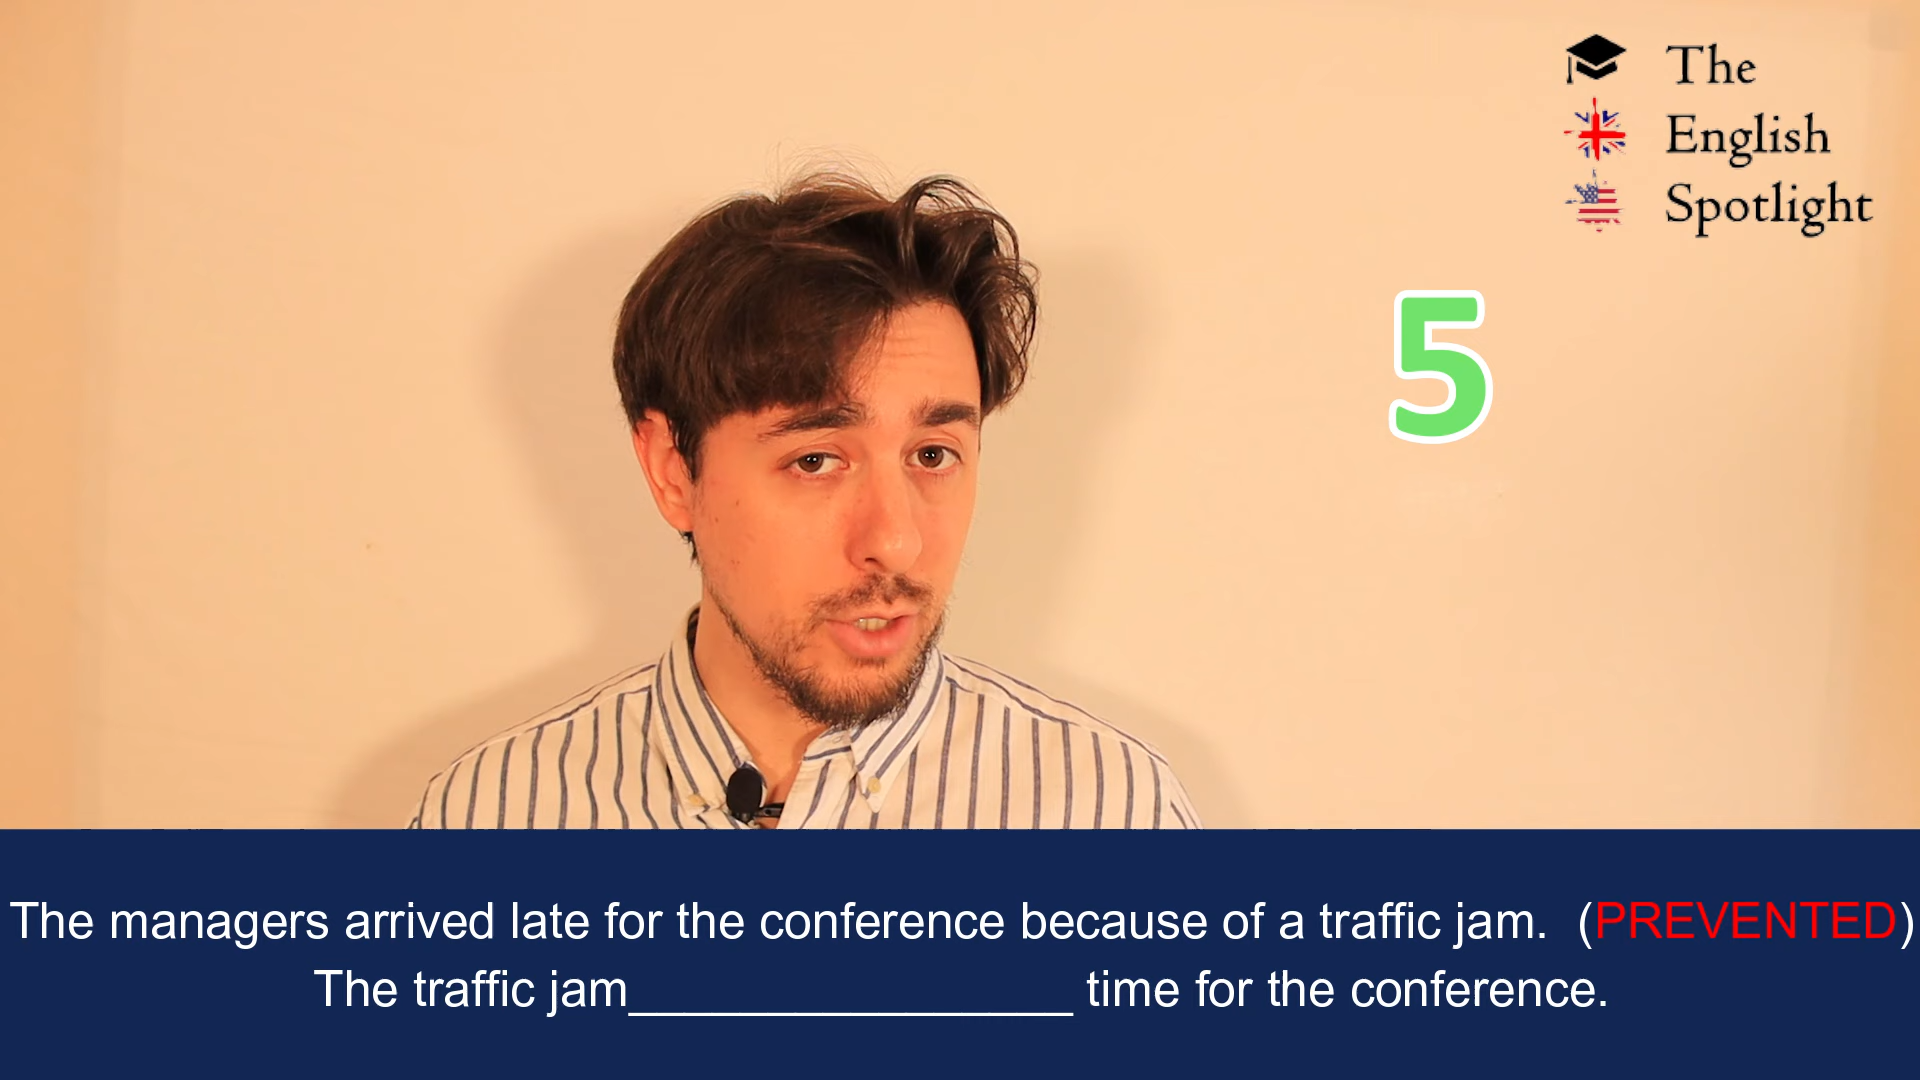 The
English
Spotlight
5
The managers arrived late for the conference because of a traffic jam. (PREVENTED)
The traffic jam________________ time for the conference.